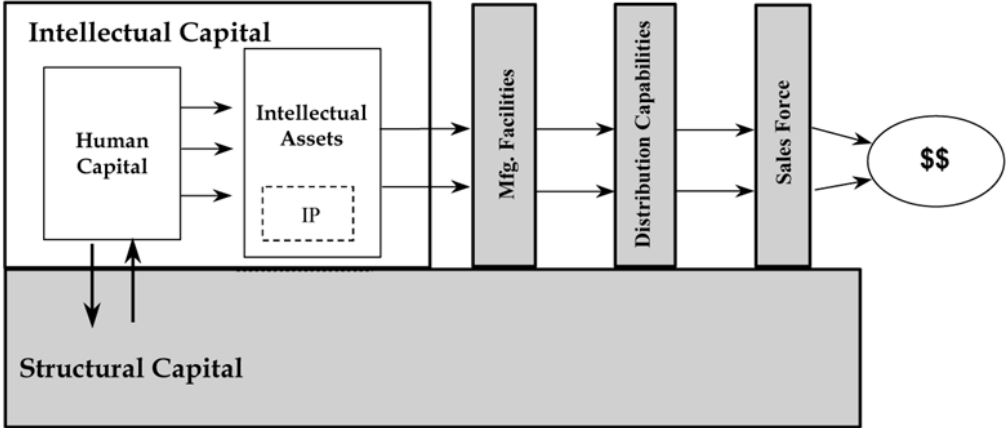 Intellectual Capital
Human
Capital
Intellectual
Assets
IP
Mfg. Facilities
Distribution Capabilities
Sales Force
$$
Structural Capital